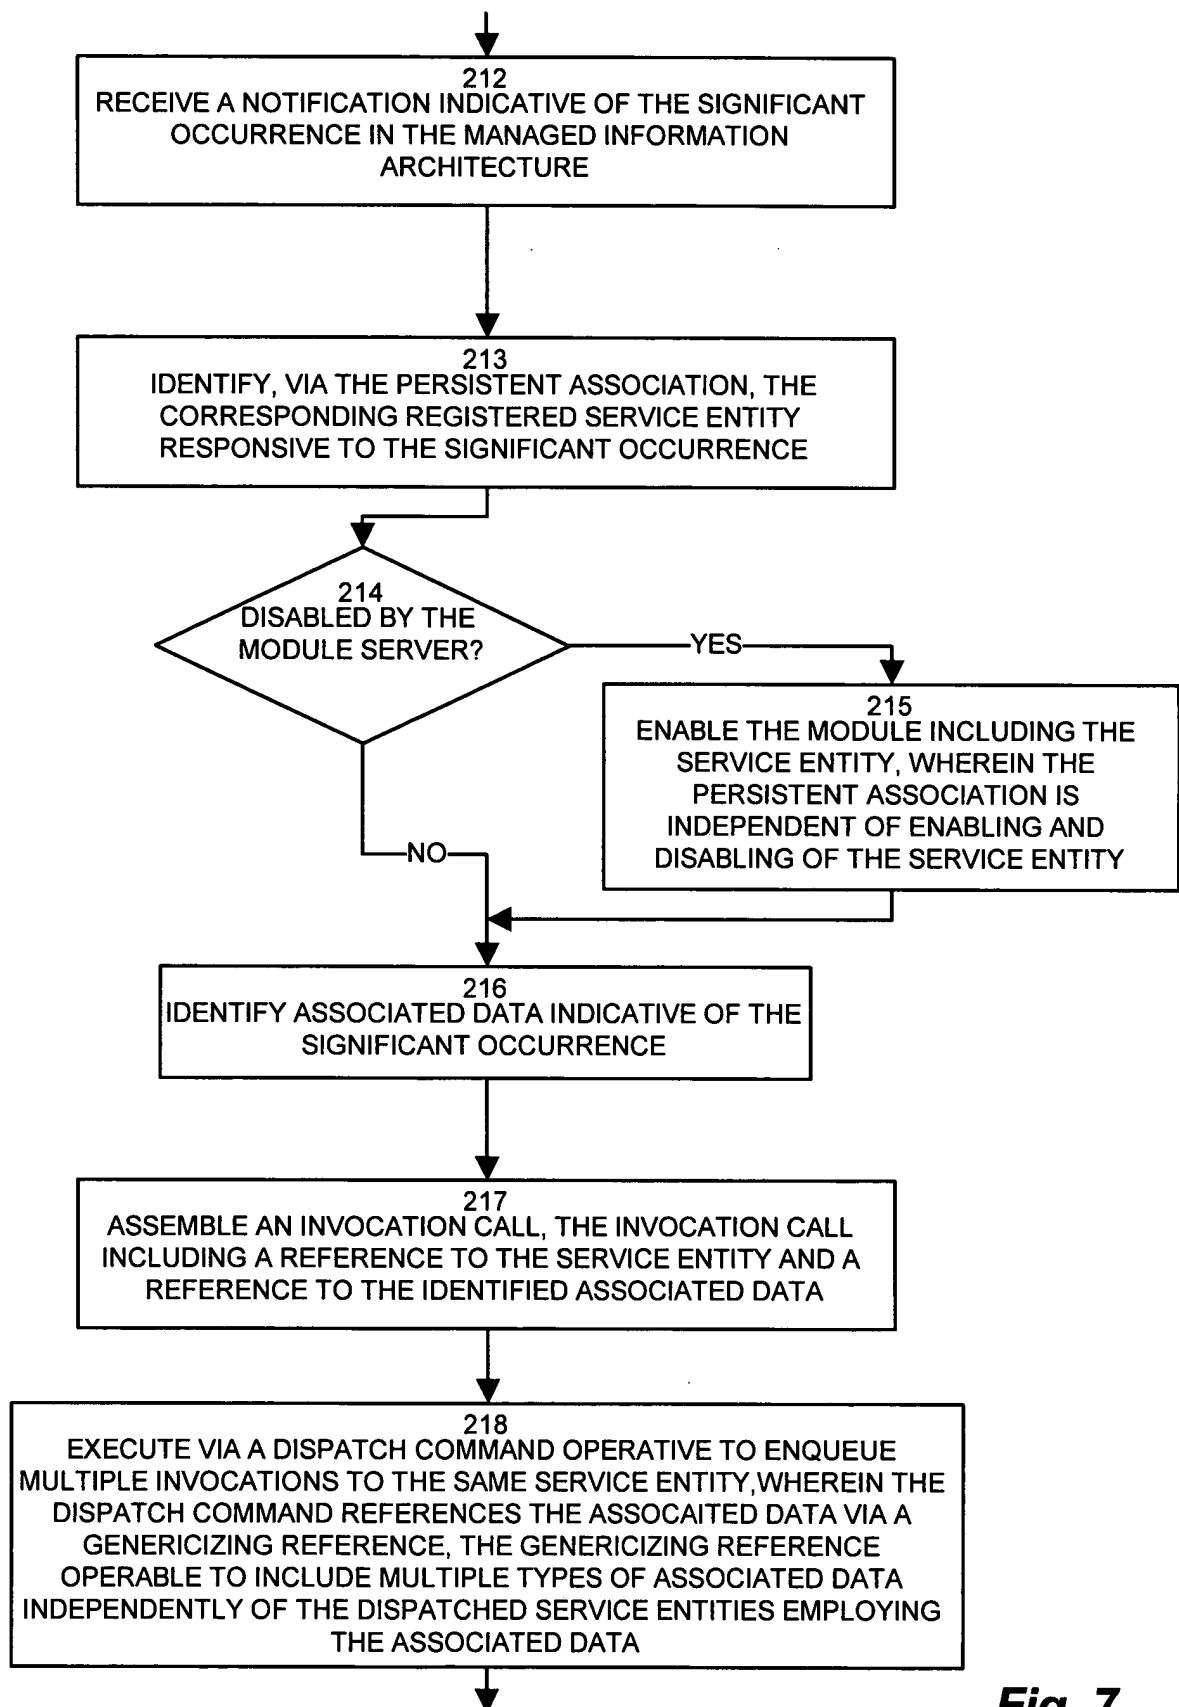 212
RECEIVE A NOTIFICATION INDICATIVE OF THE SIGNIFICANT
OCCURRENCE IN THE MANAGED INFORMATION
ARCHITECTURE
213
IDENTIFY, VIA THE PERSISTENT ASSOCIATION, THE
CORRESPONDING REGISTERED SERVICE ENTITY
RESPONSIVE TO THE SIGNIFICANT OCCURRENCE
214
DISABLED BY THE
MODULE SERVER?
YES
215
ENABLE THE MODULE INCLUDING THE
SERVICE ENTITY, WHEREIN THE
PERSISTENT ASSOCIATION IS
INDEPENDENT OF ENABLING AND
DISABLING OF THE SERVICE ENTITY
NO
216
IDENTIFY ASSOCIATED DATA INDICATIVE OF THE
SIGNIFICANT OCCURRENCE
217
ASSEMBLE AN INVOCATION CALL, THE INVOCATION CALL
INCLUDING A REFERENCE TO THE SERVICE ENTITY AND A
REFERENCE TO THE IDENTIFIED ASSOCIATED DATA
218
EXECUTE VIA A DISPATCH COMMAND OPERATIVE TO ENQUEUE
MULTIPLE INVOCATIONS TO THE SAME SERVICE ENTITY,WHEREIN THE
DISPATCH COMMAND REFERENCES THE ASSOCAITED DATA VIA A
GENERICIZING REFERENCE, THE GENERICIZING REFERENCE
OPERABLE TO INCLUDE MULTIPLE TYPES OF ASSOCIATED DATA
INDEPENDENTLY OF THE DISPATCHED SERVICE ENTITIES EMPLOYING
THE ASSOCIATED DATA
Fig. 7